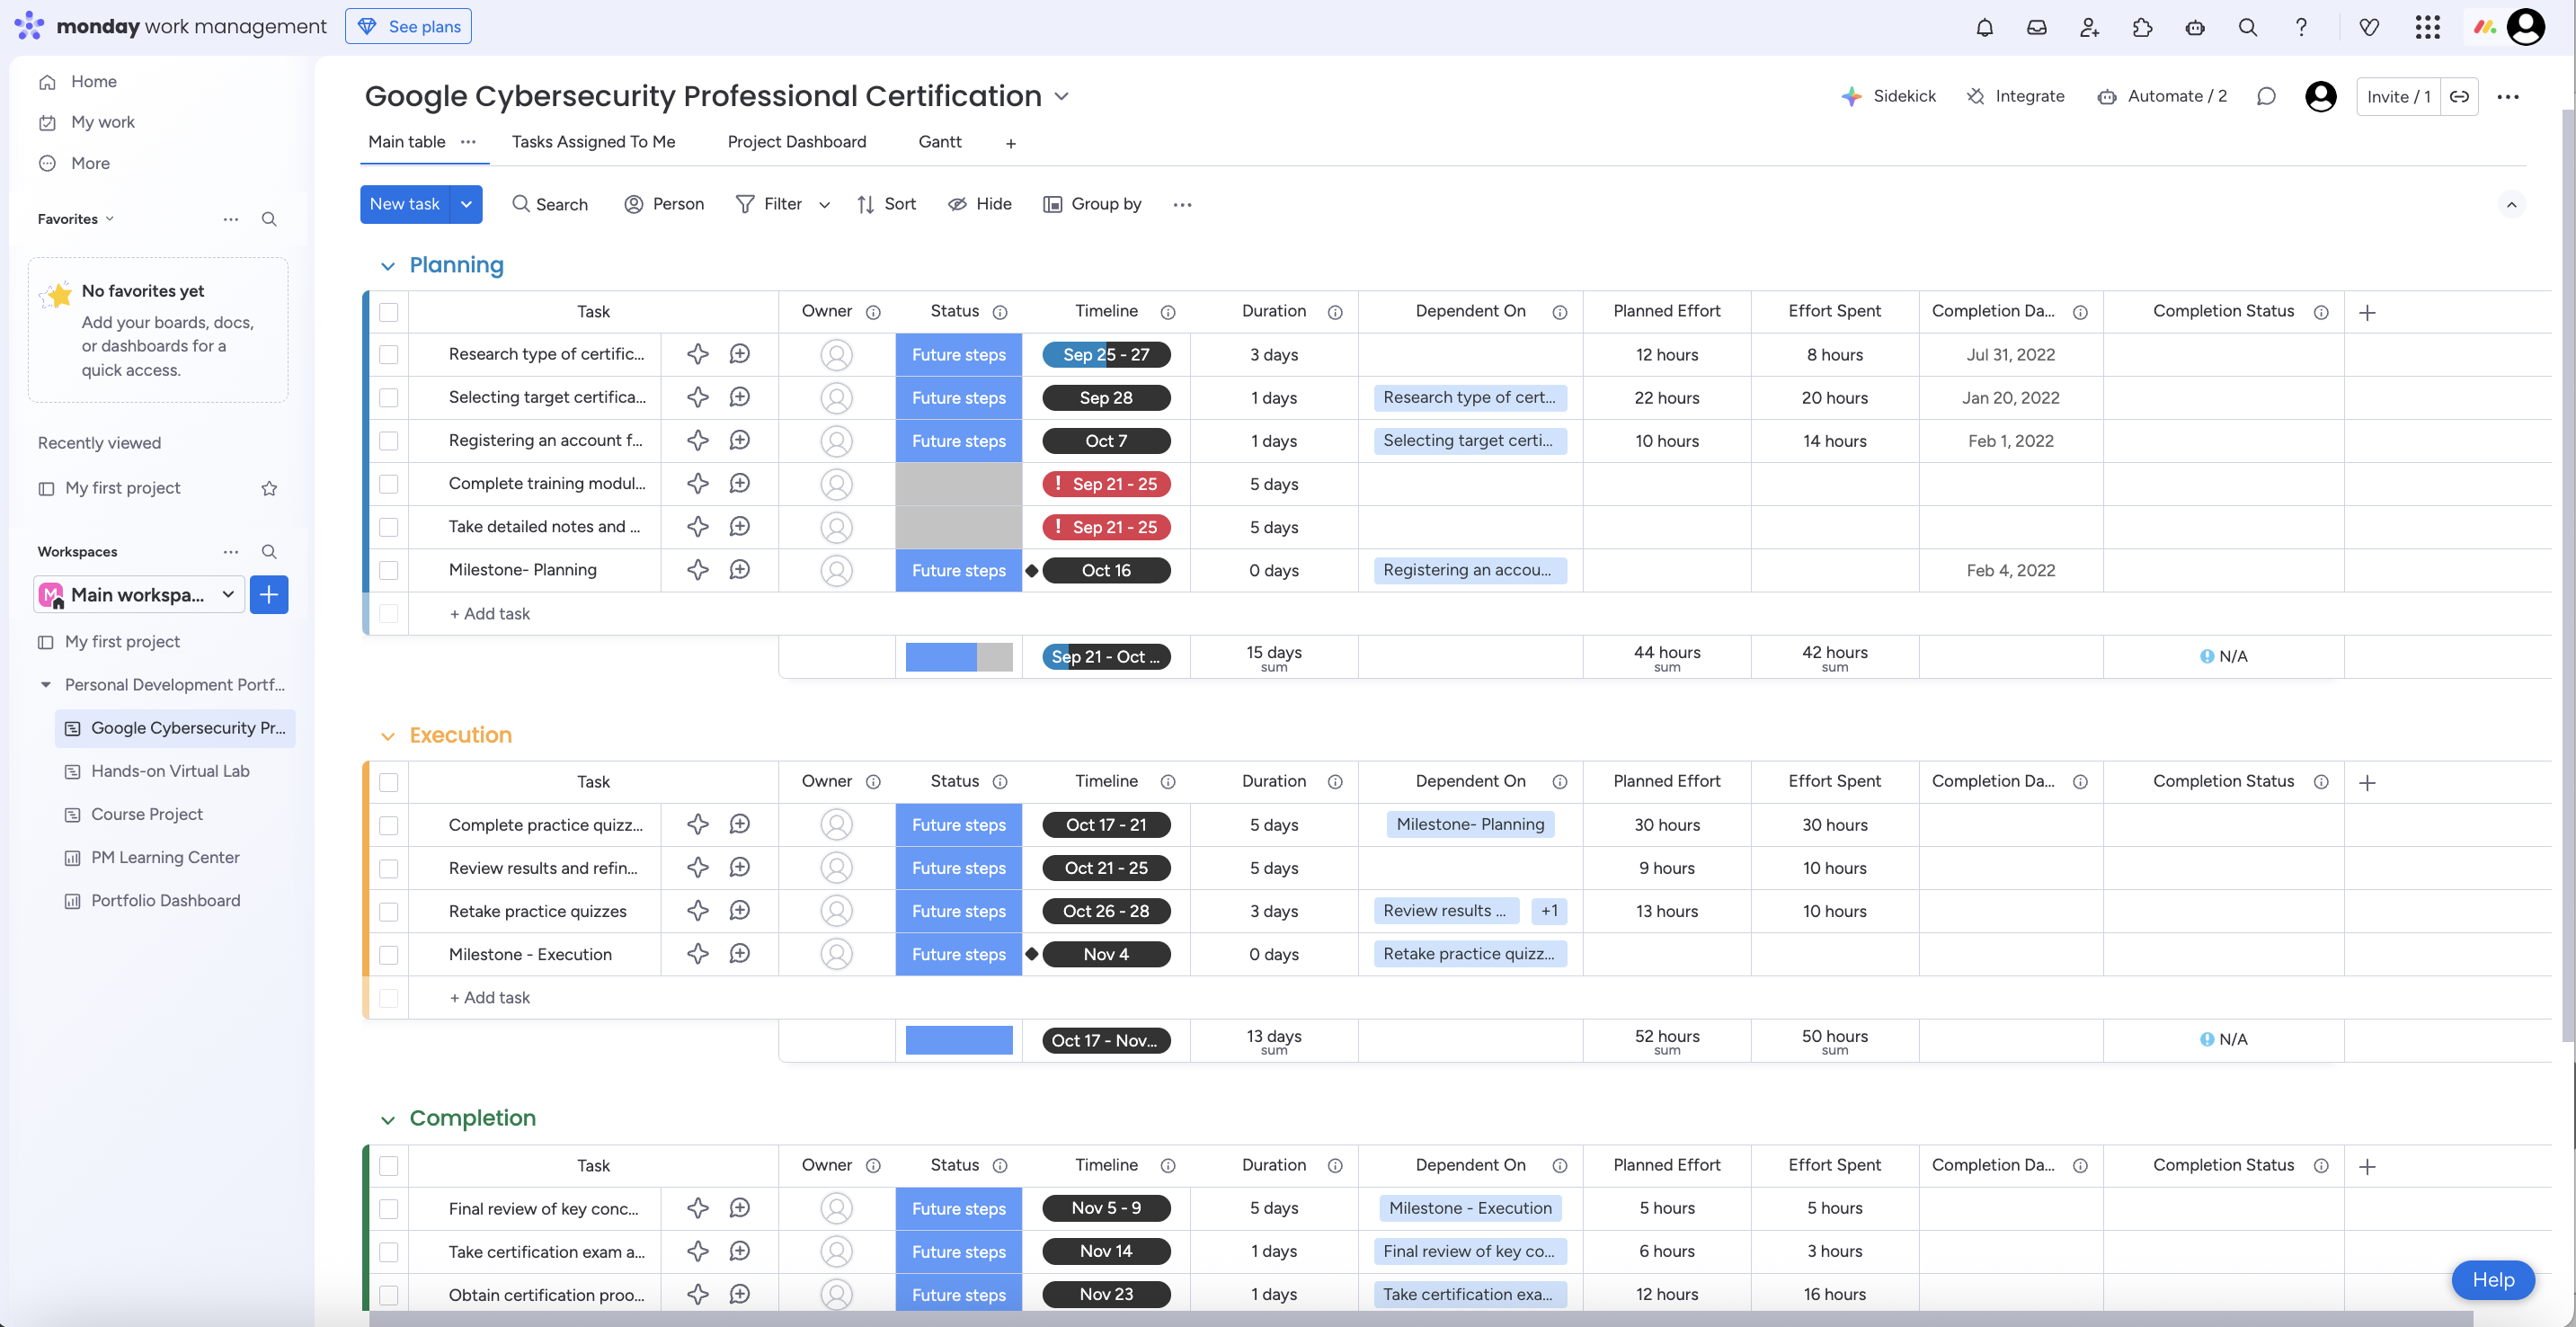 monday work management See plans
Home
My work
More
Favorites
No favorites yet
Add your boards, docs,
or dashboards for a
quick access.
Recently viewed
My first project
Workspaces
M Main workspa...
My first project
Personal Development Portf...
Google Cybersecurity Pr...
Hands-on Virtual Lab
Course Project
PM Learning Center
Portfolio Dashboard
Google Cybersecurity Professional Certification
Sidekick Integrate Automate / 2 Invite / 1
Main table Tasks Assigned To Me Project Dashboard Gantt
New task Search Person Filter Sort Hide Group by
Planning
Task Owner Status Timeline Duration Dependent On Planned Effort Effort Spent Completion Da... Completion Status
Research type of certific... Future steps Sep 25 - 27 3 days 12 hours 8 hours Jul 31, 2022
Selecting target certifica... Future steps Sep 28 1 days Research type of cert... 22 hours 20 hours Jan 20, 2022
Registering an account f... Future steps Oct 7 1 days Selecting target certi... 10 hours 14 hours Feb 1, 2022
Complete training modul... ! Sep 21 - 25 5 days
Take detailed notes and ... ! Sep 21 - 25 5 days
Milestone- Planning Future steps Oct 16 0 days Registering an accou... Feb 4, 2022
+ Add task
Sep 21 - Oct ... 15 days 44 hours 42 hours N/A
sum sum sum
Execution
Task Owner Status Timeline Duration Dependent On Planned Effort Effort Spent Completion Da... Completion Status
Complete practice quizz... Future steps Oct 17 - 21 5 days Milestone- Planning 30 hours 30 hours
Review results and refin... Future steps Oct 21 - 25 5 days 9 hours 10 hours
Retake practice quizzes Future steps Oct 26 - 28 3 days Review results ... +1 13 hours 10 hours
Milestone - Execution Future steps Nov 4 0 days Retake practice quizz...
+ Add task
Oct 17 - Nov... 13 days 52 hours 50 hours N/A
sum sum sum
Completion
Task Owner Status Timeline Duration Dependent On Planned Effort Effort Spent Completion Da... Completion Status
Final review of key conc... Future steps Nov 5 - 9 5 days Milestone - Execution 5 hours 5 hours
Take certification exam a... Future steps Nov 14 1 days Final review of key co... 6 hours 3 hours
Obtain certification proo... Future steps Nov 23 1 days Take certification exa... 12 hours 16 hours
Help